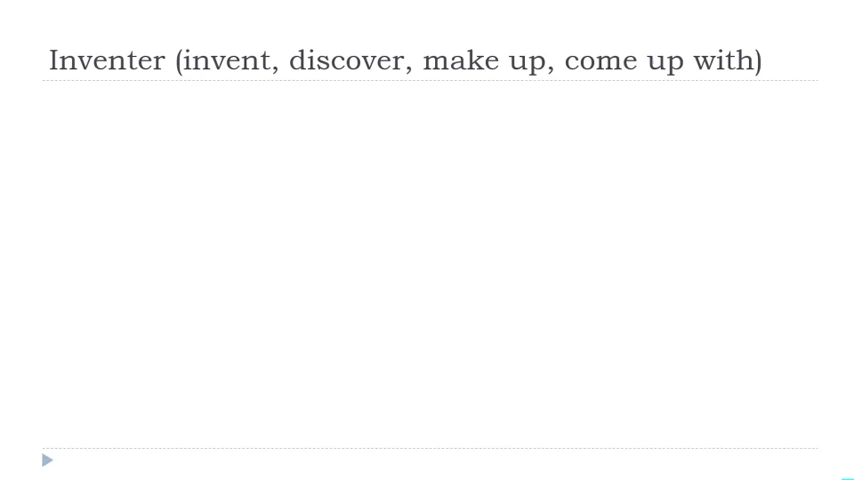 Inventer (invent, discover, make up, come up with)